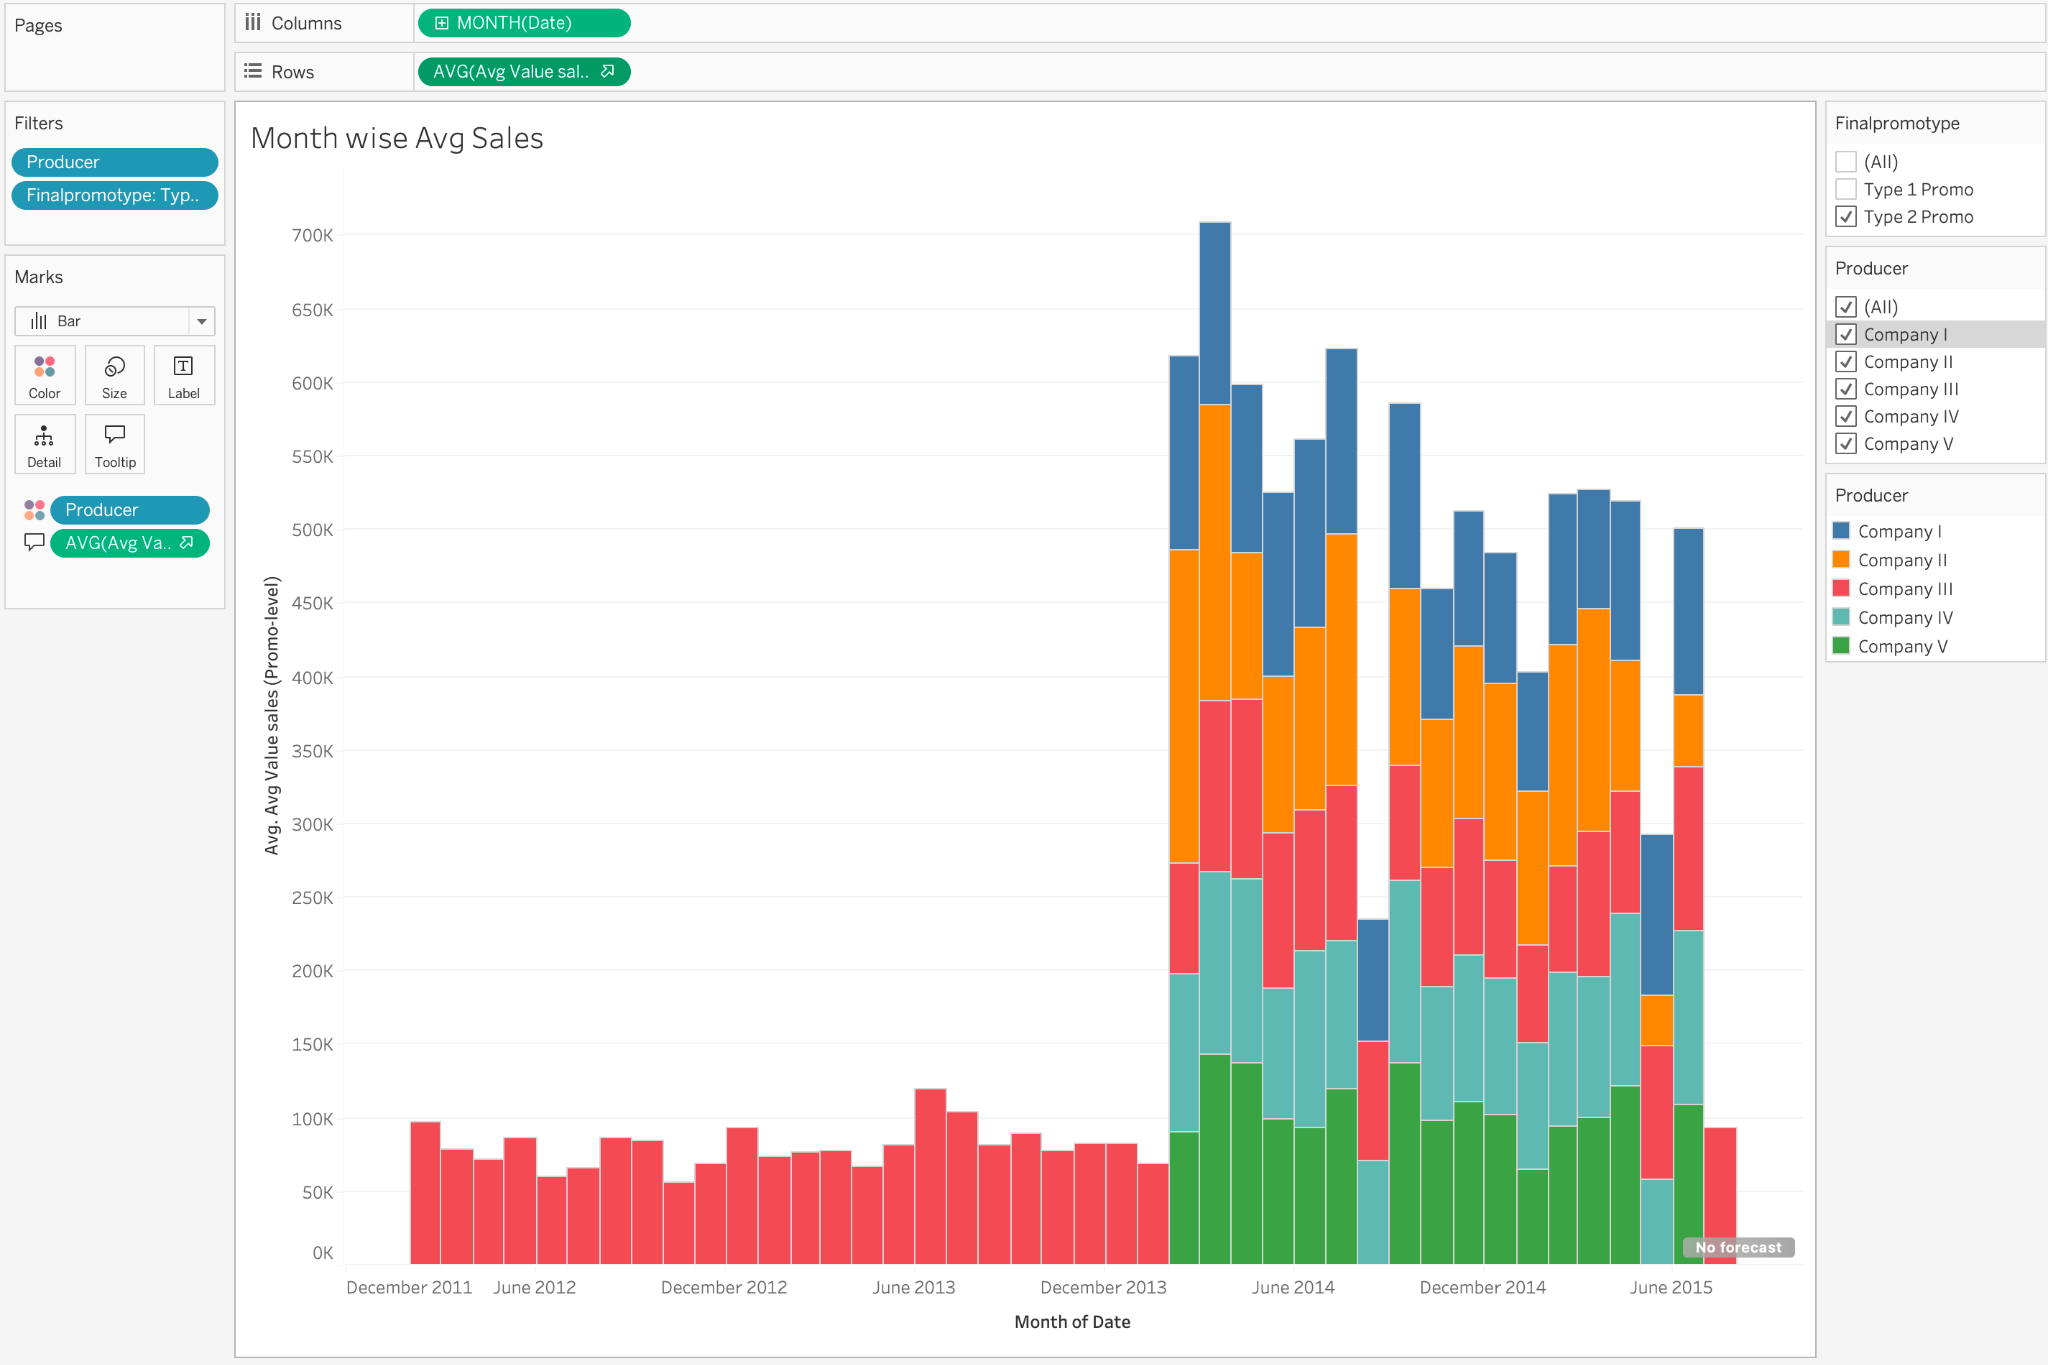 Pages
Columns
MONTH(Date)
Rows
AVG(Avg Value sal..
Filters
Producer
Finalpromotype: Typ..
Marks
Bar
Color
Size
Label
Detail
Tooltip
Producer
AVG(Avg Va..
Month wise Avg Sales
Avg. Avg Value sales (Promo-level)
700K
650K
600K
550K
500K
450K
400K
350K
300K
250K
200K
150K
100K
50K
0K
No forecast
December 2011 June 2012 December 2012 June 2013 December 2013 June 2014 December 2014 June 2015
Month of Date
Finalpromotype
(All)
Type 1 Promo
Type 2 Promo
Producer
(All)
Company I
Company II
Company III
Company IV
Company V
Producer
Company I
Company II
Company III
Company IV
Company V